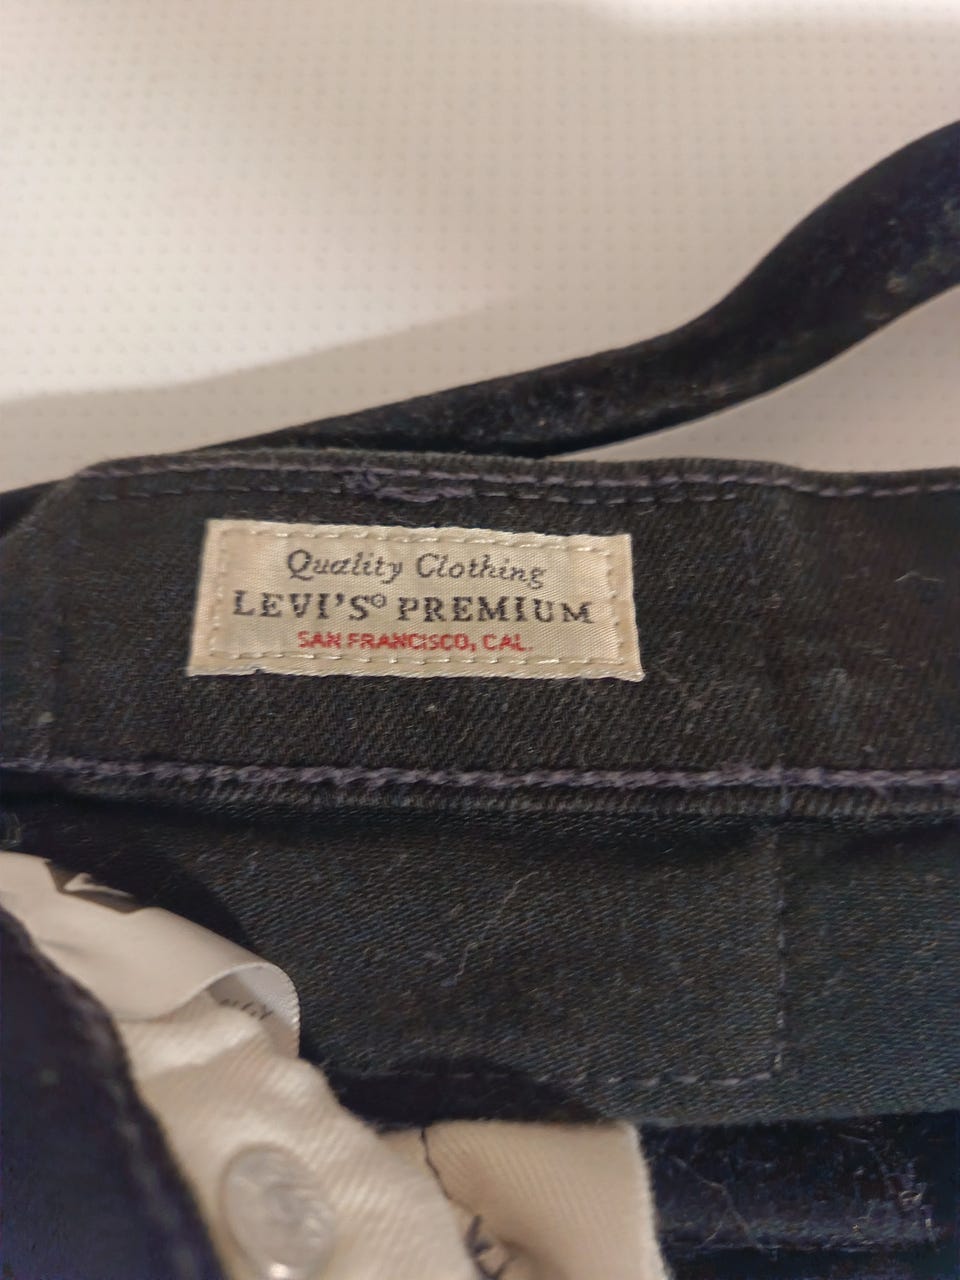 Quality Clothing
LEVI'S® PREMIUM
SAN FRANCISCO, CAL.